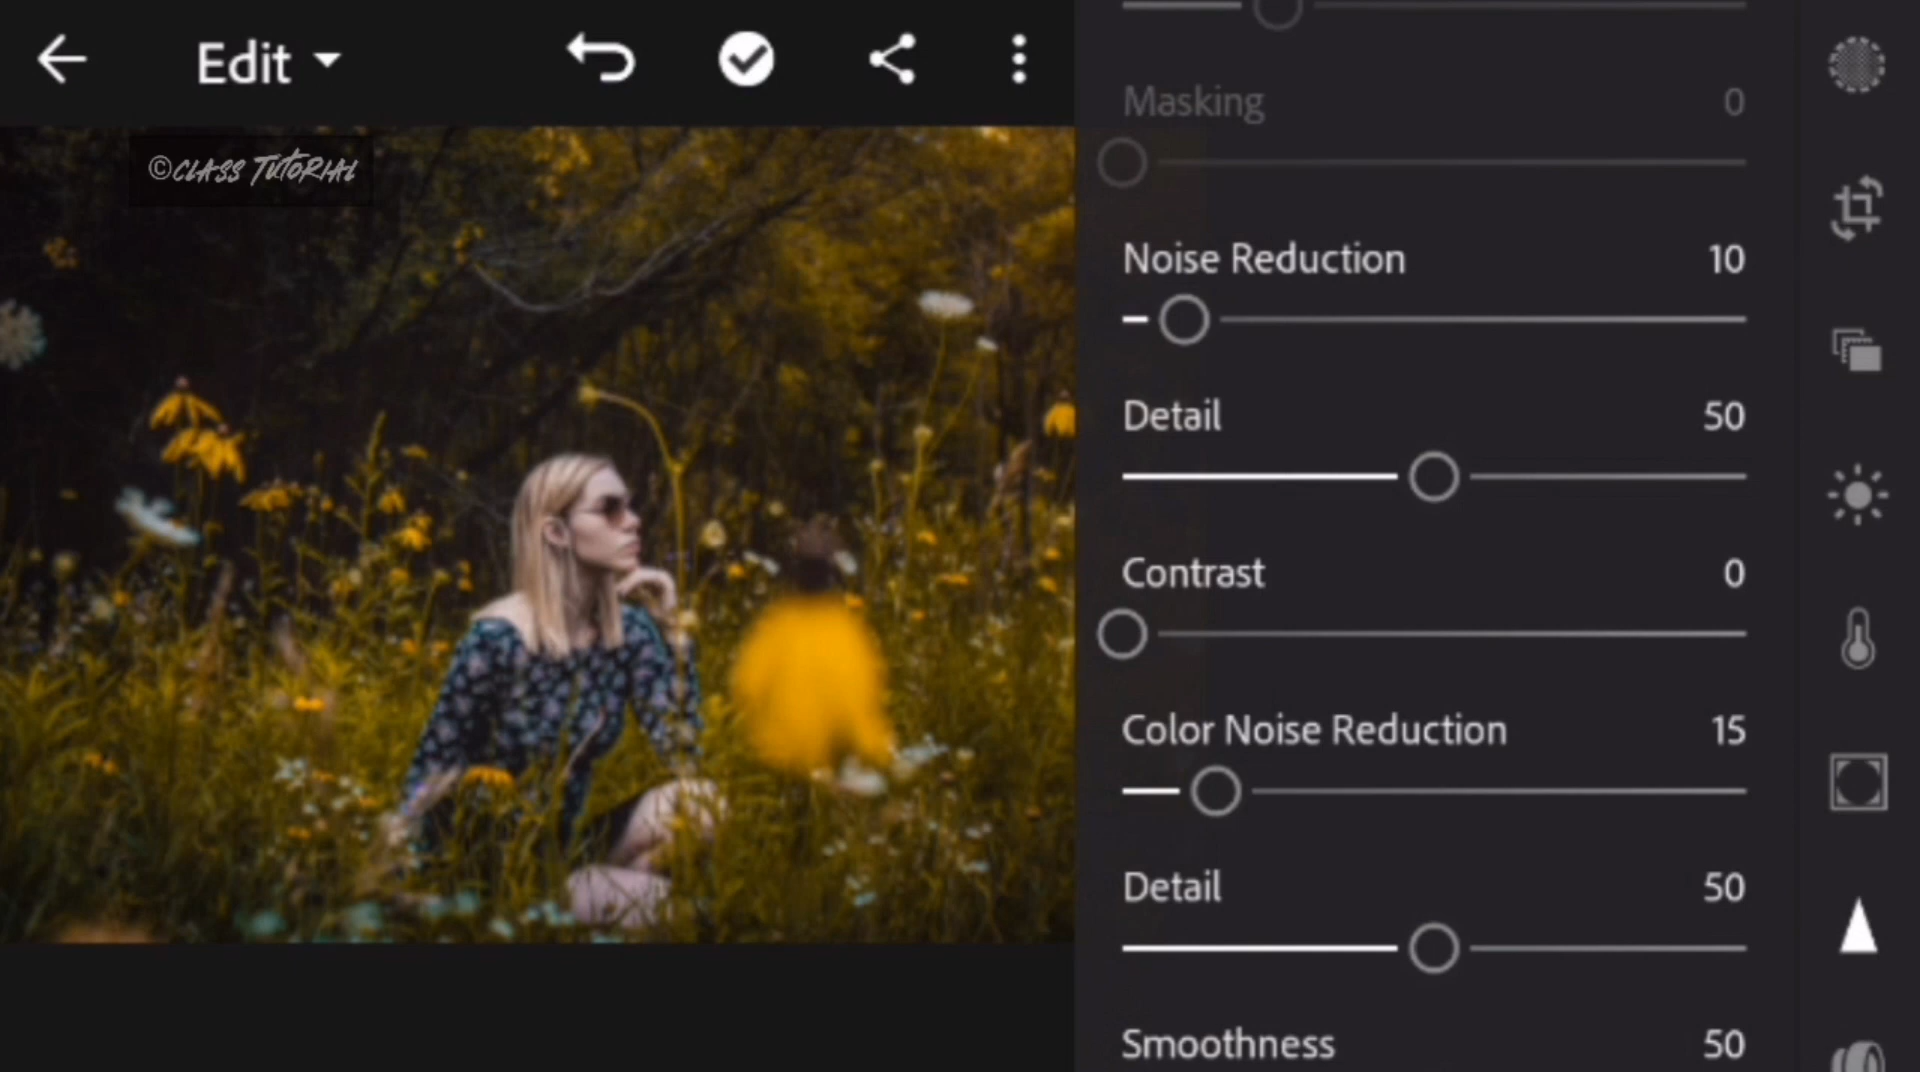 Edit
©CLASS TUTORIAL
Masking 0
Noise Reduction 10
Detail 50
Contrast 0
Color Noise Reduction 15
Detail 50
Smoothness 50